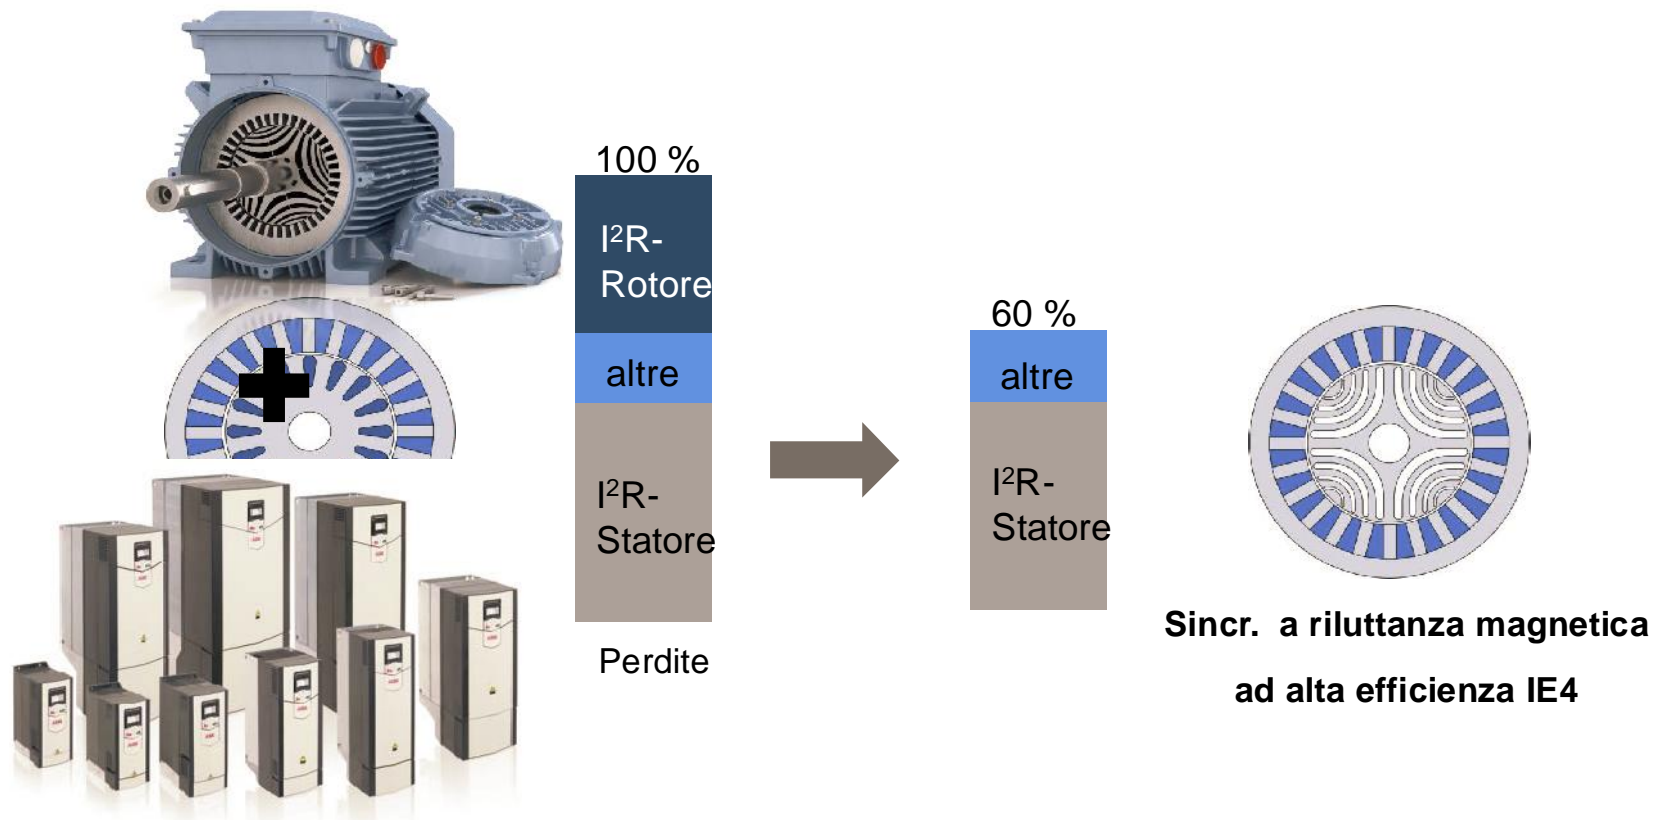 100 %
I²R-
Rotore
altre
I²R-
Statore
Perdite
60 %
altre
I²R-
Statore
Sincr. a riluttanza magnetica
ad alta efficienza IE4